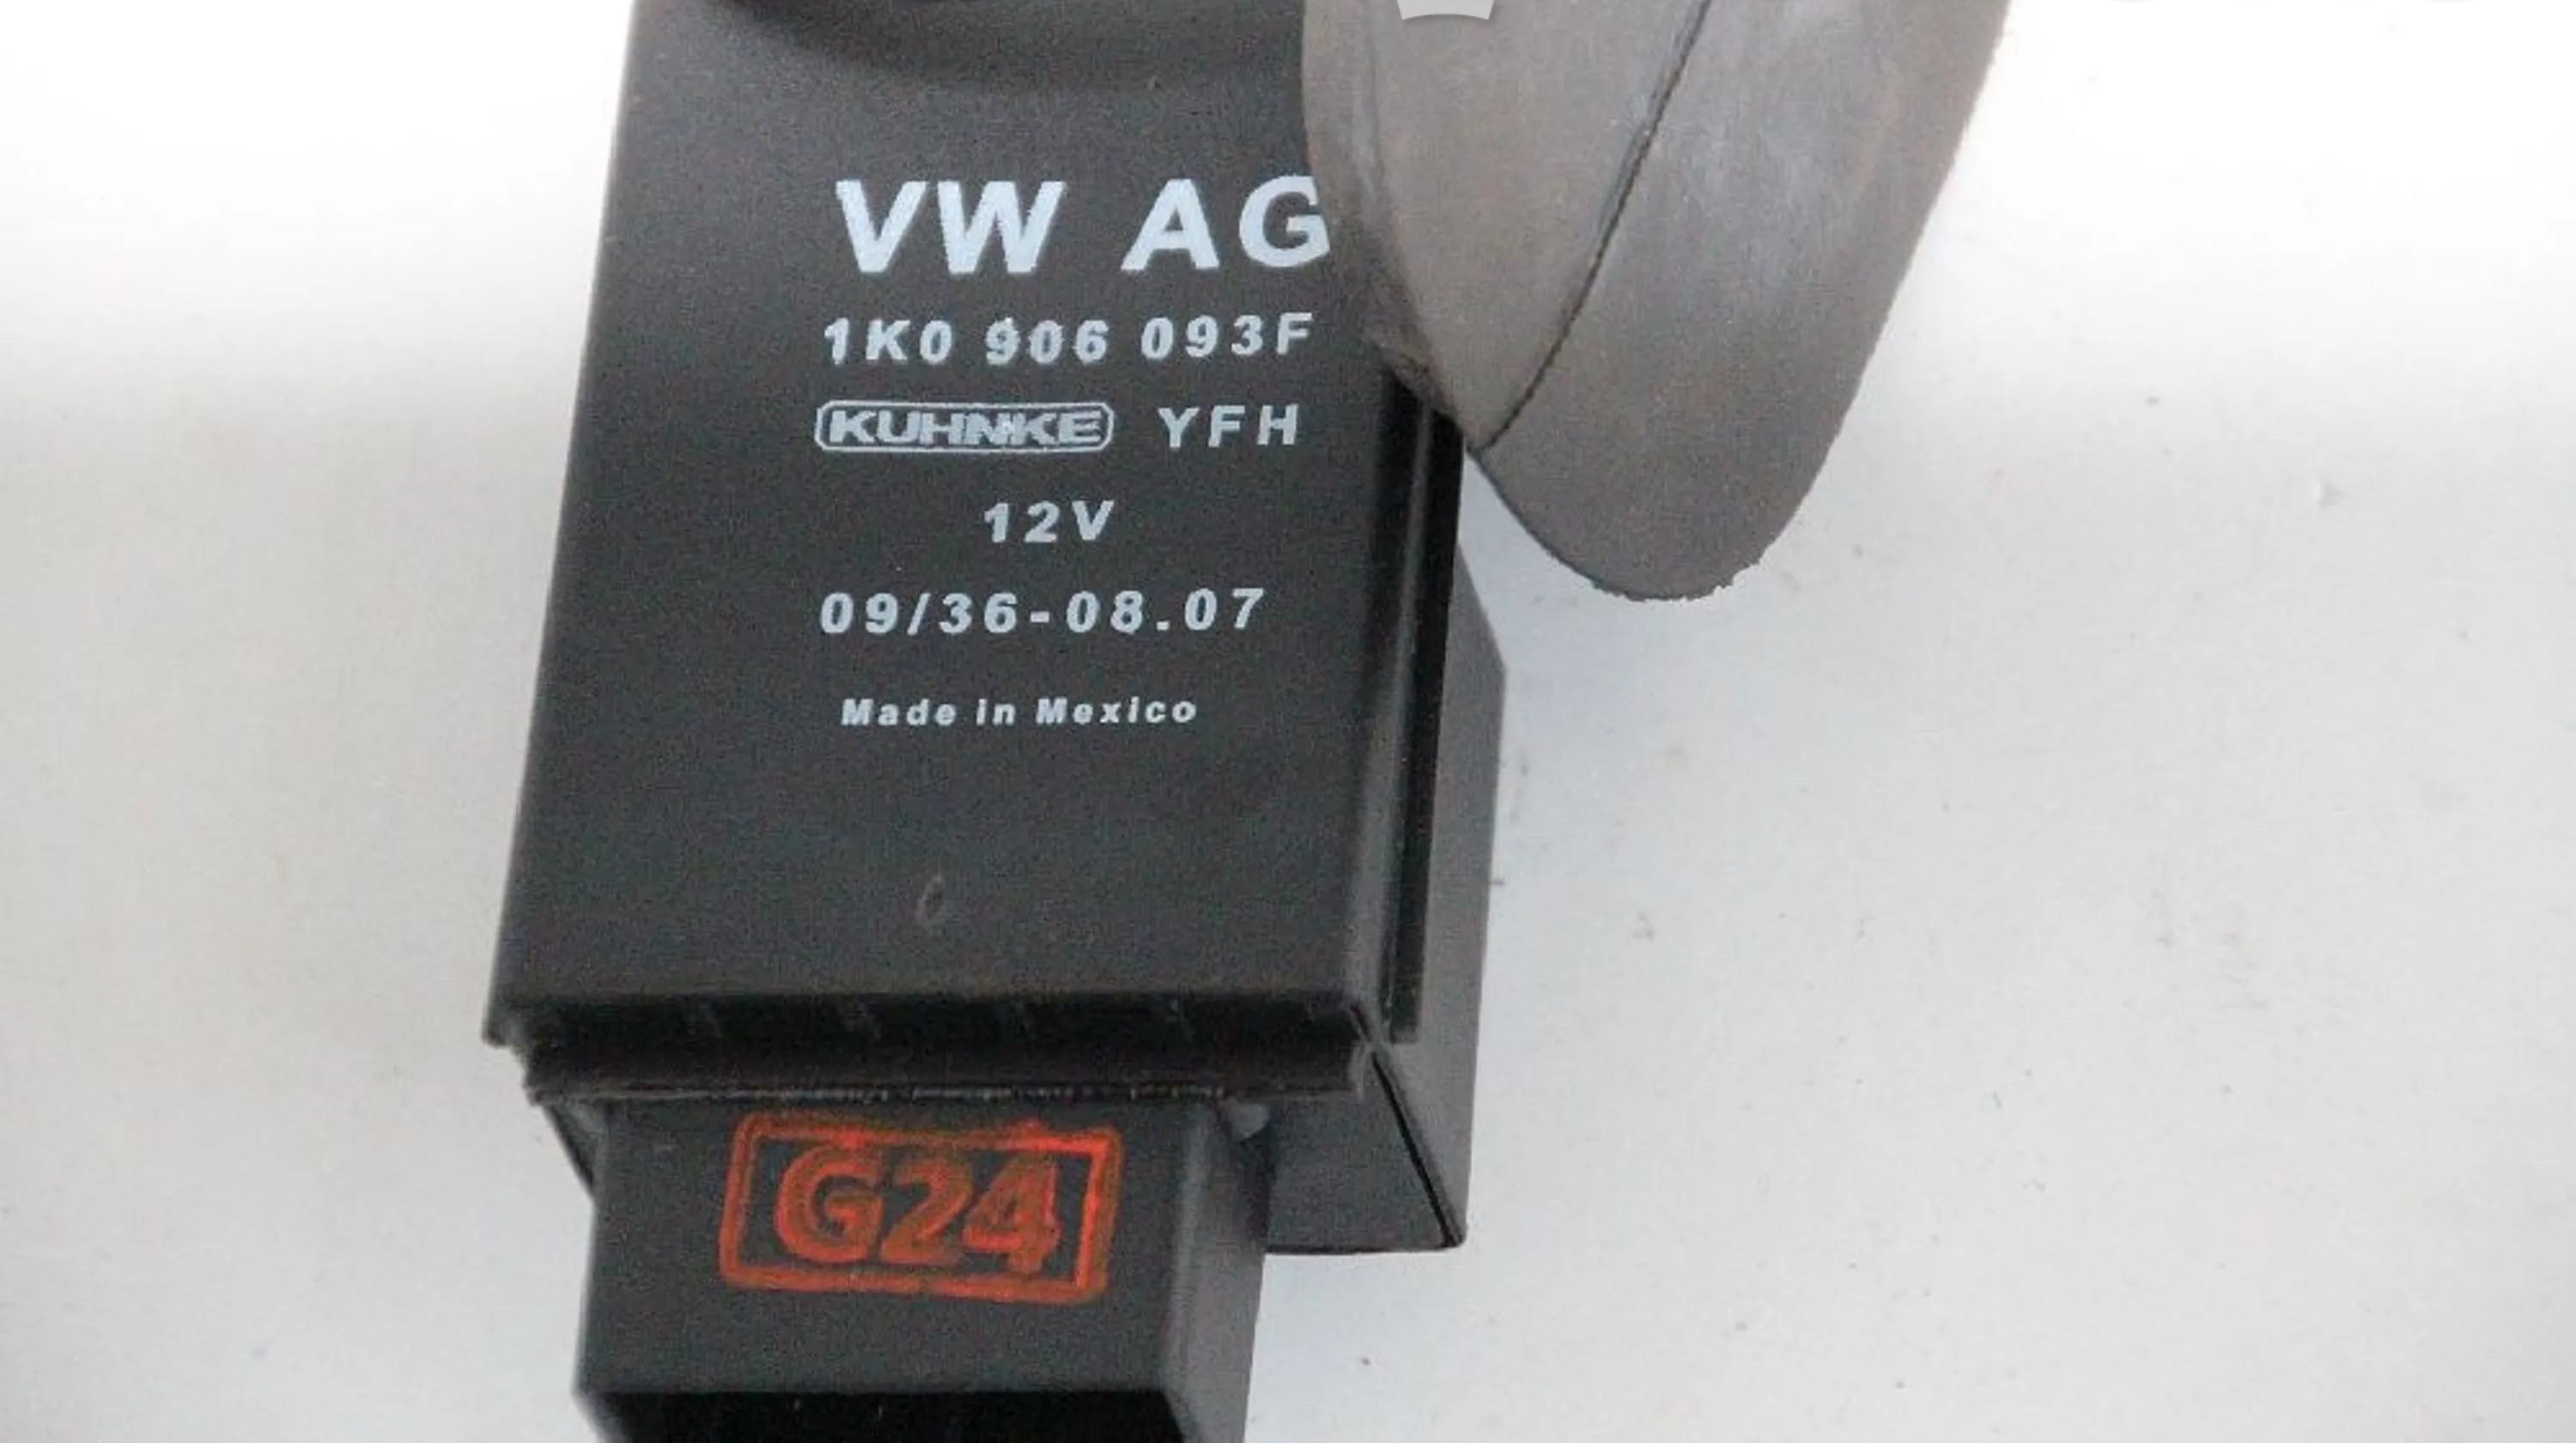 VW AG
1K0 906 093F
KUHNKE YFH
12V
09/36-08.07
Made in Mexico
G24